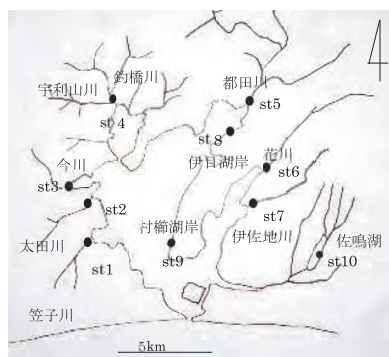 釣橋川
宇利山川
都田川
st5
st 4
st 8
今川
伊目湖岸
花川
st3
st6
st2
st7
太田川
村櫛湖岸
伊佐地川
佐鳴湖
st1
st9
st10
笠子川
5km